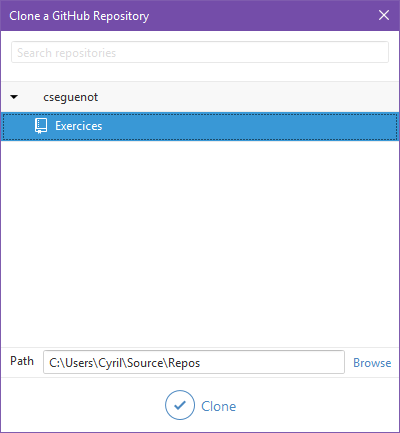 Clone a GitHub Repository
Search repositories
cseguenot
Exercices
Path C:\Users\Cyril\Source\Repos Browse
Clone